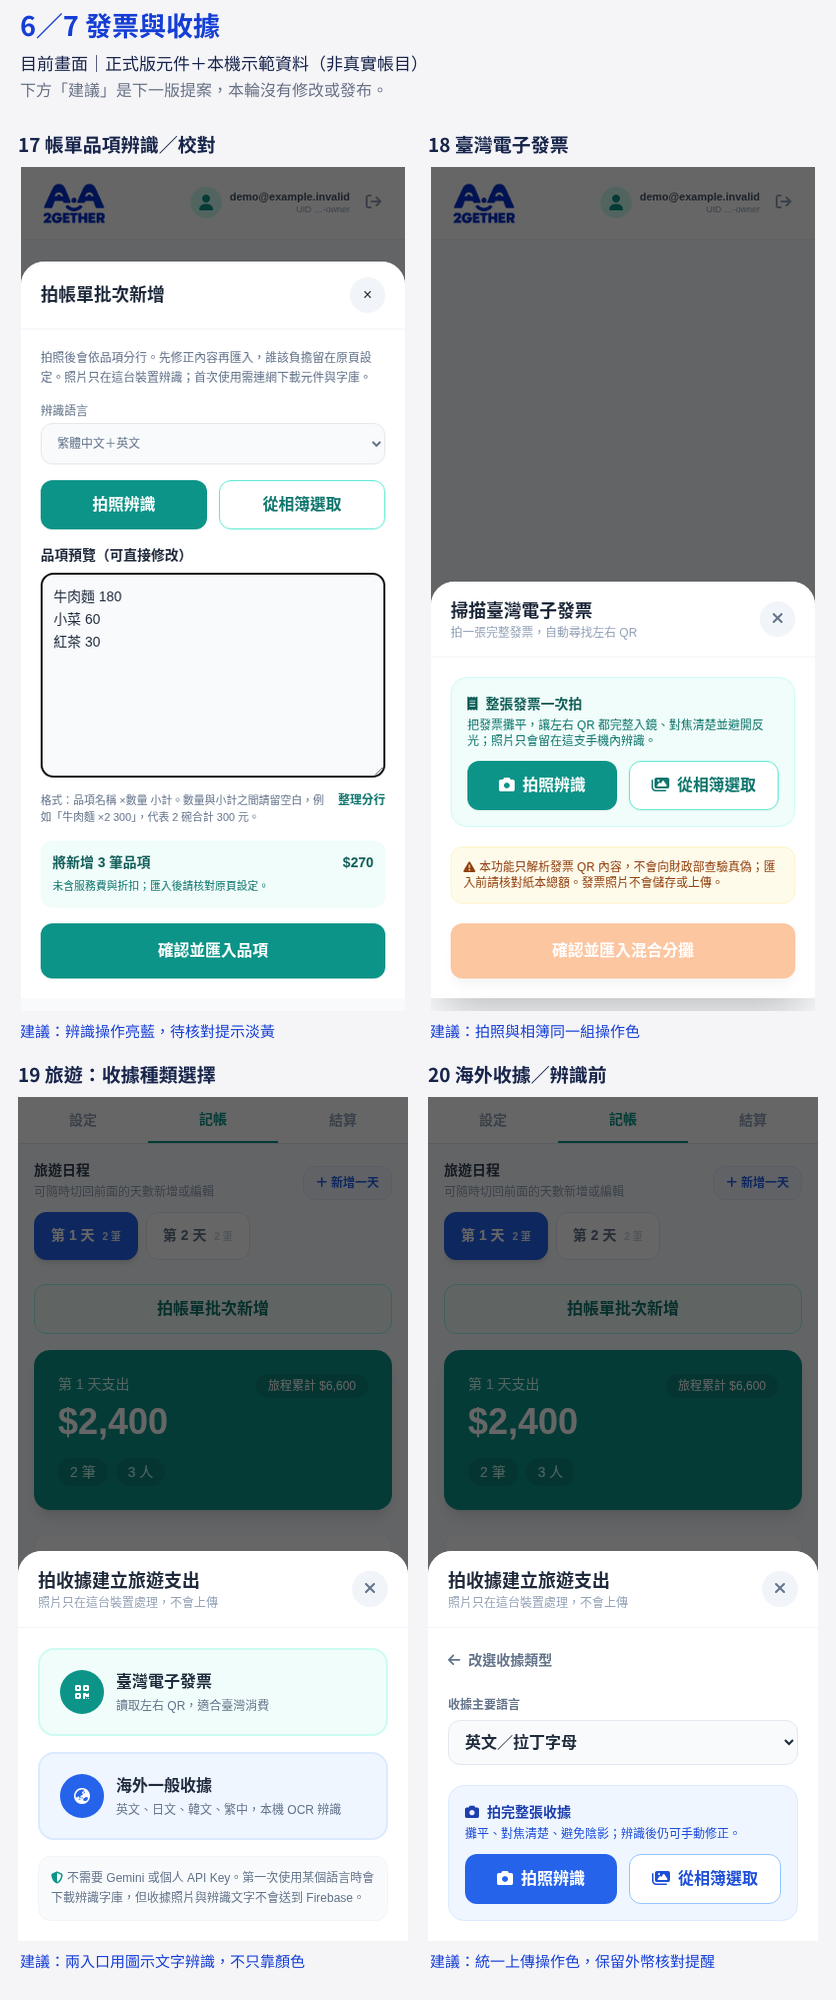 6／7 發票與收據
目前畫面｜正式版元件＋本機示範資料（非真實帳目）
下方「建議」是下一版提案，本輪沒有修改或發布。
17 帳單品項辨識／校對
AA
2GETHER
demo@example.invalid
UID …-owner
拍帳單批次新增
×
拍照後會依品項分行。先修正內容再匯入，誰該負擔留在原頁設
定。照片只在這台裝置辨識；首次使用需連網下載元件與字庫。
辨識語言
繁體中文＋英文
拍照辨識
從相簿選取
品項預覽（可直接修改）
牛肉麵 180
小菜 60
紅茶 30
格式：品項名稱 ×數量 小計。數量與小計之間請留空白，例
如「牛肉麵 ×2 300」，代表 2 碗合計 300 元。
整理分行
將新增 3 筆品項
$270
未含服務費與折扣；匯入後請核對原頁設定。
確認並匯入品項
建議：辨識操作亮藍，待核對提示淡黃
18 臺灣電子發票
AA
2GETHER
demo@example.invalid
UID …-owner
掃描臺灣電子發票
拍一張完整發票，自動尋找左右 QR
整張發票一次拍
把發票攤平，讓左右 QR 都完整入鏡、對焦清楚並避開反
光；照片只會留在這支手機內辨識。
拍照辨識
從相簿選取
本功能只解析發票 QR 內容，不會向財政部查驗真偽；匯
入前請核對紙本總額。發票照片不會儲存或上傳。
確認並匯入混合分攤
建議：拍照與相簿同一組操作色
19 旅遊：收據種類選擇
設定
記帳
結算
旅遊日程
可隨時切回前面的天數新增或編輯
＋ 新增一天
第 1 天 2 筆
第 2 天 2 筆
拍帳單批次新增
第 1 天支出
旅程累計 $6,600
$2,400
2 筆
3 人
拍收據建立旅遊支出
照片只在這台裝置處理，不會上傳
臺灣電子發票
讀取左右 QR，適合臺灣消費
海外一般收據
英文、日文、韓文、繁中，本機 OCR 辨識
不需要 Gemini 或個人 API Key。第一次使用某個語言時會
下載辨識字庫，但收據照片與辨識文字不會送到 Firebase。
建議：兩入口用圖示文字辨識，不只靠顏色
20 海外收據／辨識前
設定
記帳
結算
旅遊日程
可隨時切回前面的天數新增或編輯
＋ 新增一天
第 1 天 2 筆
第 2 天 2 筆
拍帳單批次新增
第 1 天支出
旅程累計 $6,600
$2,400
2 筆
3 人
拍收據建立旅遊支出
照片只在這台裝置處理，不會上傳
← 改選收據類型
收據主要語言
英文／拉丁字母
拍完整張收據
攤平、對焦清楚、避免陰影；辨識後仍可手動修正。
拍照辨識
從相簿選取
建議：統一上傳操作色，保留外幣核對提醒